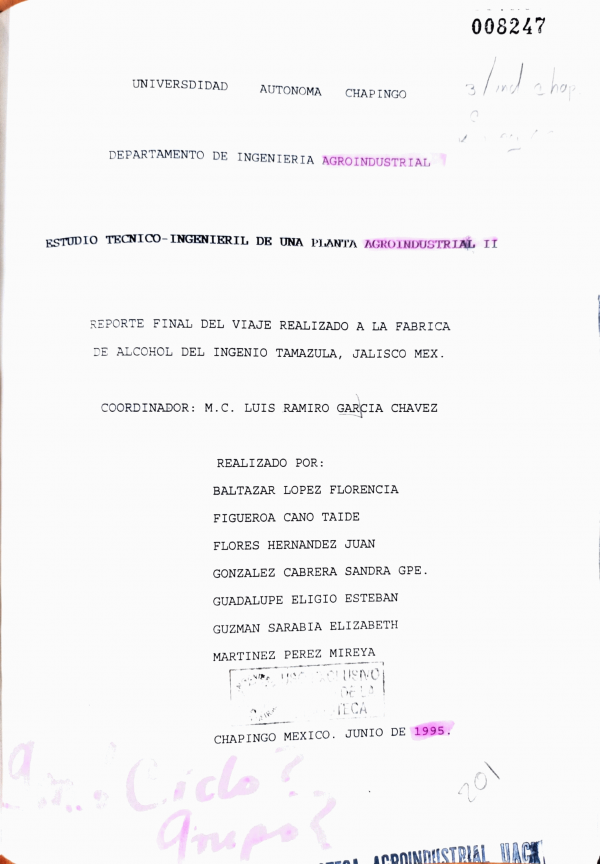 008247
UNIVERSDIDAD AUTONOMA CHAPINGO
DEPARTAMENTO DE INGENIERIA AGROINDUSTRIAL
ESTUDIO TECNICO-INGENIERIL DE UNA PLANTA AGROINDUSTRIAL II
REPORTE FINAL DEL VIAJE REALIZADO A LA FABRICA
DE ALCOHOL DEL INGENIO TAMAZULA, JALISCO MEX.
COORDINADOR: M.C. LUIS RAMIRO GARCIA CHAVEZ
REALIZADO POR:
BALTAZAR LOPEZ FLORENCIA
FIGUEROA CANO TAIDE
FLORES HERNANDEZ JUAN
GONZALEZ CABRERA SANDRA GPE.
GUADALUPE ELIGIO ESTEBAN
GUZMAN SARABIA ELIZABETH
MARTINEZ PEREZ MIREYA
DE LA
CHAPINGO MEXICO. JUNIO DE 1995.
Ciclo?
201
Grupo?
AGROINDUSTRIAL UACH